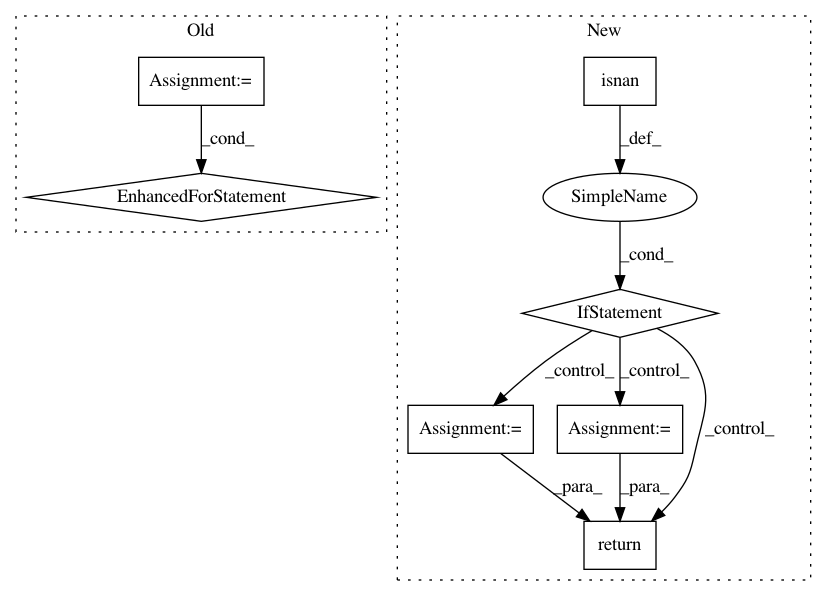 Old
New
Assignment:=
isnan
_cond_
_def_
EnhancedForStatement
SimpleName
_cond_
IfStatement
_control_
_control_
Assignment:=
Assignment:=
_control_
_para_
_para_
return